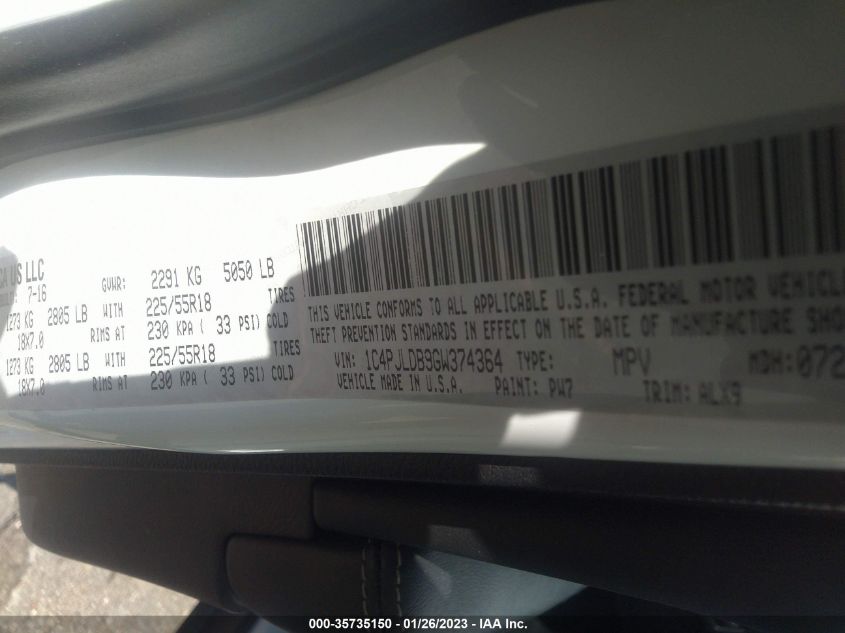 US LLC
7-16
GVWR: 2291 KG 5050 LB
1273 KG 2805 LB WITH 225/55R18 TIRES
18X7.0 RIMS AT 230 KPA ( 33 PSI) COLD
1273 KG 2805 LB WITH 225/55R18 TIRES
18X7.0 RIMS AT 230 KPA ( 33 PSI) COLD
THIS VEHICLE CONFORMS TO ALL APPLICABLE U.S.A. FEDERAL MOTOR VEHICLE
THEFT PREVENTION STANDARDS IN EFFECT ON THE DATE OF MANUFACTURE SHO
VIN: 1C4PJLDB9GW374364 TYPE: MPV MDH: 072
VEHICLE MADE IN U.S.A. PAINT: PW7 TRIM: ALX9
000-35735150 — 01/26/2023 — IAA Inc.